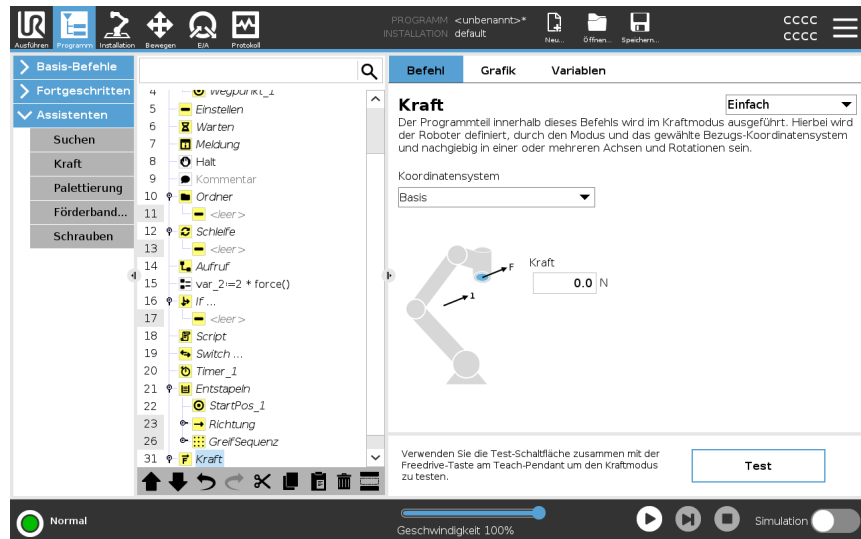 UR
PROGRAMM <unbenannt>*
INSTALLATION default
CCCC
CCCC
Ausführen Programm Installation Bewegen E/A Protokoll
Neu... Öffnen... Speichern...
Basis-Befehle
Fortgeschritten
Assistenten
Suchen
Kraft
Palettierung
Förderband...
Schrauben
4 Wegpunkt_1
5 Einstellen
6 Warten
7 Meldung
8 Halt
9 Kommentar
10 Ordner
11 <leer>
12 Schleife
13 <leer>
14 Aufruf
15 var_2:=2 * force()
16 If ...
17 <leer>
18 Script
19 Switch ...
20 Timer_1
21 Entstapeln
22 StartPos_1
23 Richtung
26 GreifSequenz
31 Kraft
Befehl Grafik Variablen
Kraft
Einfach
Der Programmteil innerhalb dieses Befehls wird im Kraftmodus ausgeführt. Hierbei wird
der Roboter definiert, durch den Modus und das gewählte Bezugs-Koordinatensystem
und nachgiebig in einer oder mehreren Achsen und Rotationen sein.
Koordinatensystem
Basis
F
1
Kraft
0.0 N
Verwenden Sie die Test-Schaltfläche zusammen mit der
Freedrive-Taste am Teach-Pendant um den Kraftmodus
zu testen.
Test
Normal
Geschwindigkeit 100%
Simulation